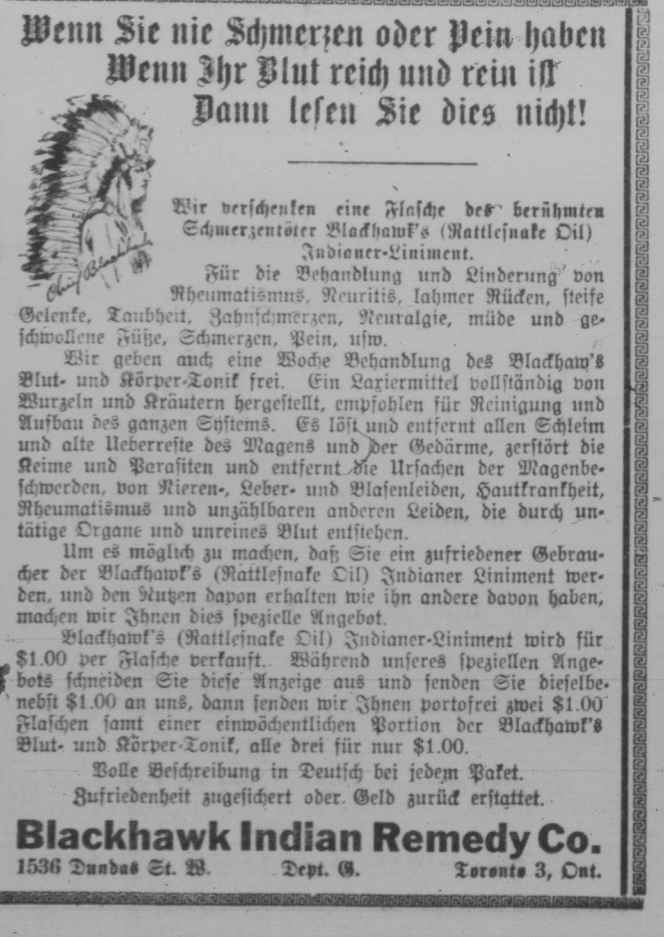 Wenn Sie nie Schmerzen oder Pein haben
Wenn Ihr Blut reich und rein ist
Dann lesen Sie dies nicht!
Wir verschenken eine Flasche des berühmten
Schmerzentöter Blackhawk's (Rattlesnake Oil)
Indianer-Liniment.
Für die Behandlung und Linderung von
Rheumatismus, Neuritis, lahmer Rücken, steife
Gelenke, Taubheit, Zahnschmerzen, Neuralgie, müde und ge-
schwollene Füße, Schmerzen, Pein, usw.
Wir geben auch eine Woche Behandlung des Blackhaw's
Blut- und Körper-Tonik frei. Ein Laxiermittel vollständig von
Wurzeln und Kräutern hergestellt, empfohlen für Reinigung und
Aufbau des ganzen Systems. Es löst und entfernt allen Schleim
und alte Ueberreste des Magens und der Gedärme, zerstört die
Keime und Parasiten und entfernt die Ursachen der Magenbe-
schwerden, von Nieren-, Leber- und Blasenleiden, Hautkrankheit,
Rheumatismus und unzählbaren anderen Leiden, die durch un-
tätige Organe und unreines Blut entstehen.
Um es möglich zu machen, daß Sie ein zufriedener Gebrau-
cher der Blackhawk's (Rattlesnake Oil) Indianer Liniment wer-
den, und den Nutzen davon erhalten wie ihn andere davon haben,
machen wir Ihnen dies spezielle Angebot.
Blackhawk's (Rattlesnake Oil) Indianer-Liniment wird für
$1.00 per Flasche verkauft. Während unseres speziellen Ange-
bots schneiden Sie diese Anzeige aus und senden Sie dieselbe
nebst $1.00 an uns, dann senden wir Ihnen portofrei zwei $1.00
Flaschen samt einer einwöchentlichen Portion der Blackhawk's
Blut- und Körper-Tonik, alle drei für nur $1.00.
Volle Beschreibung in Deutsch bei jedem Paket.
Zufriedenheit zugesichert oder Geld zurück erstattet.
Blackhawk Indian Remedy Co.
1536 Dundas St. W. Dept. G. Toronto 3, Ont.